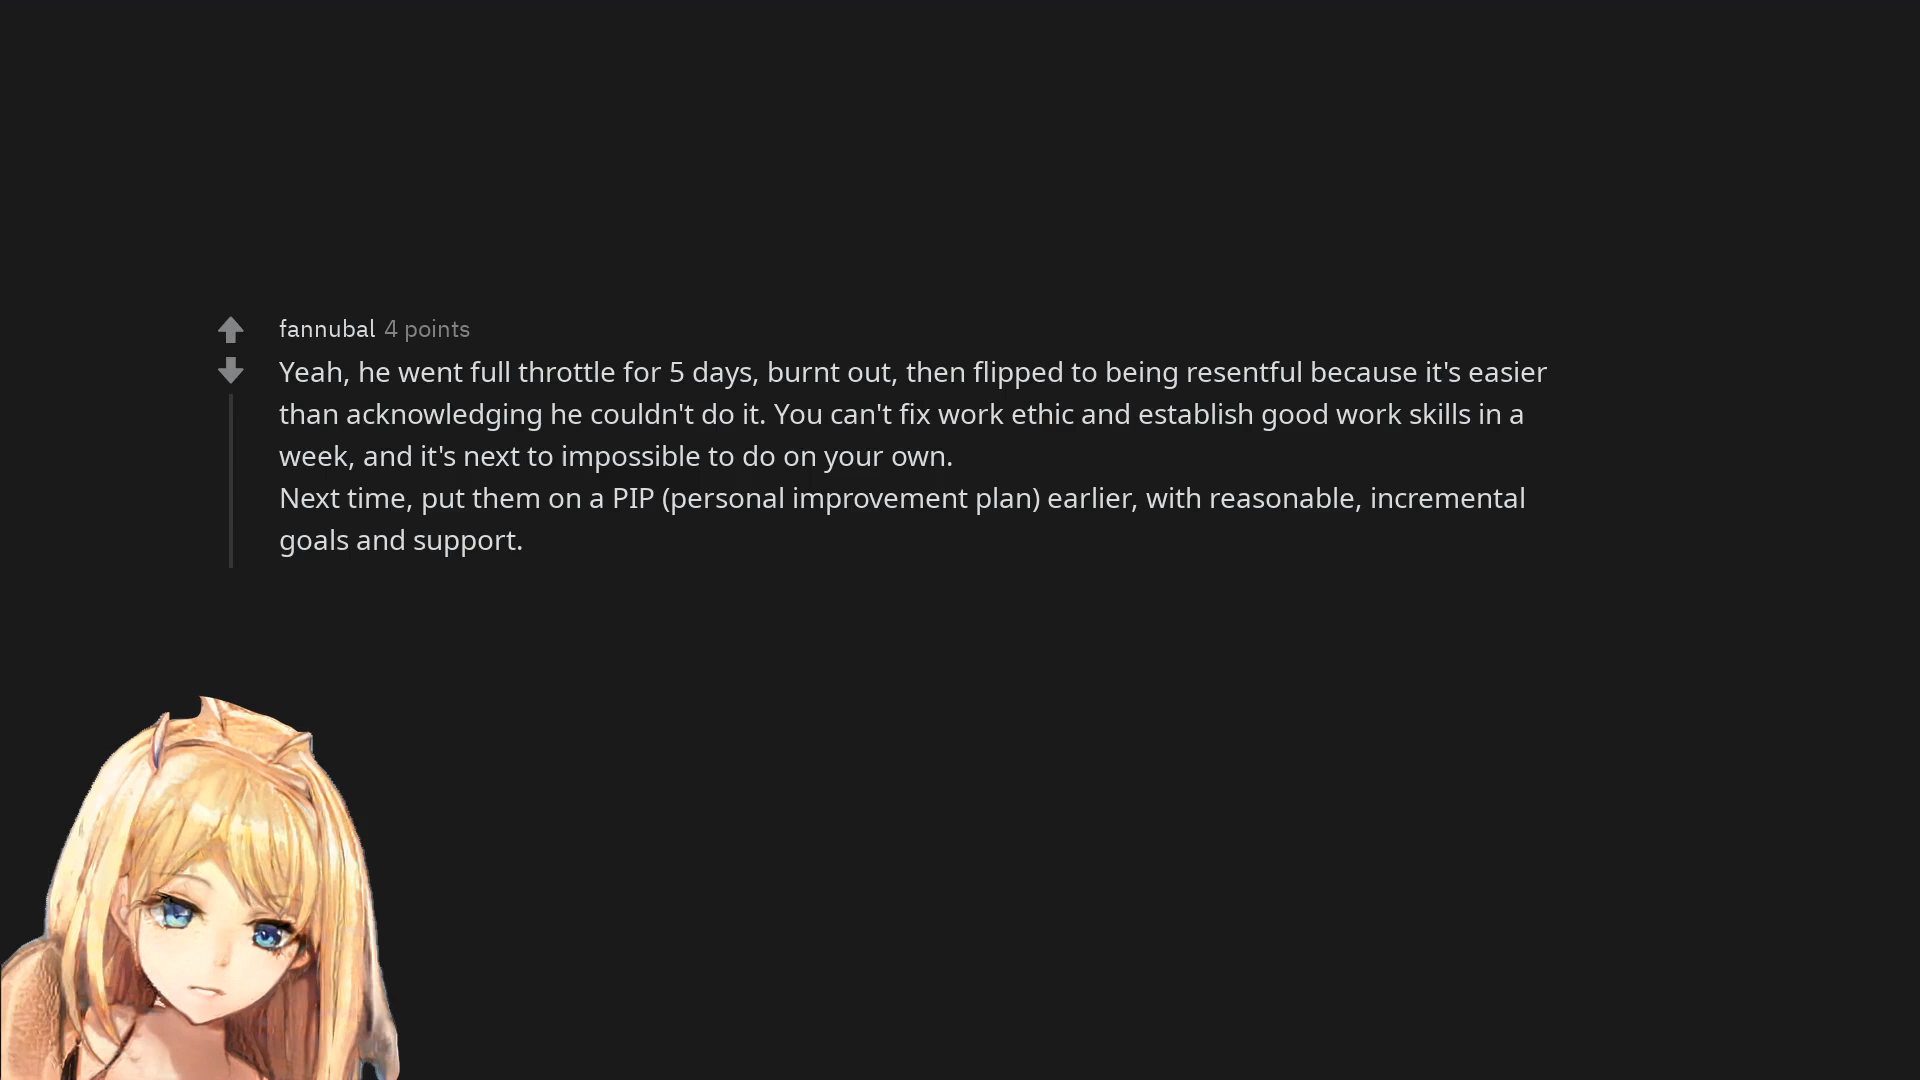 fannubal 4 points
Yeah, he went full throttle for 5 days, burnt out, then flipped to being resentful because it's easier
than acknowledging he couldn't do it. You can't fix work ethic and establish good work skills in a
week, and it's next to impossible to do on your own.
Next time, put them on a PIP (personal improvement plan) earlier, with reasonable, incremental
goals and support.